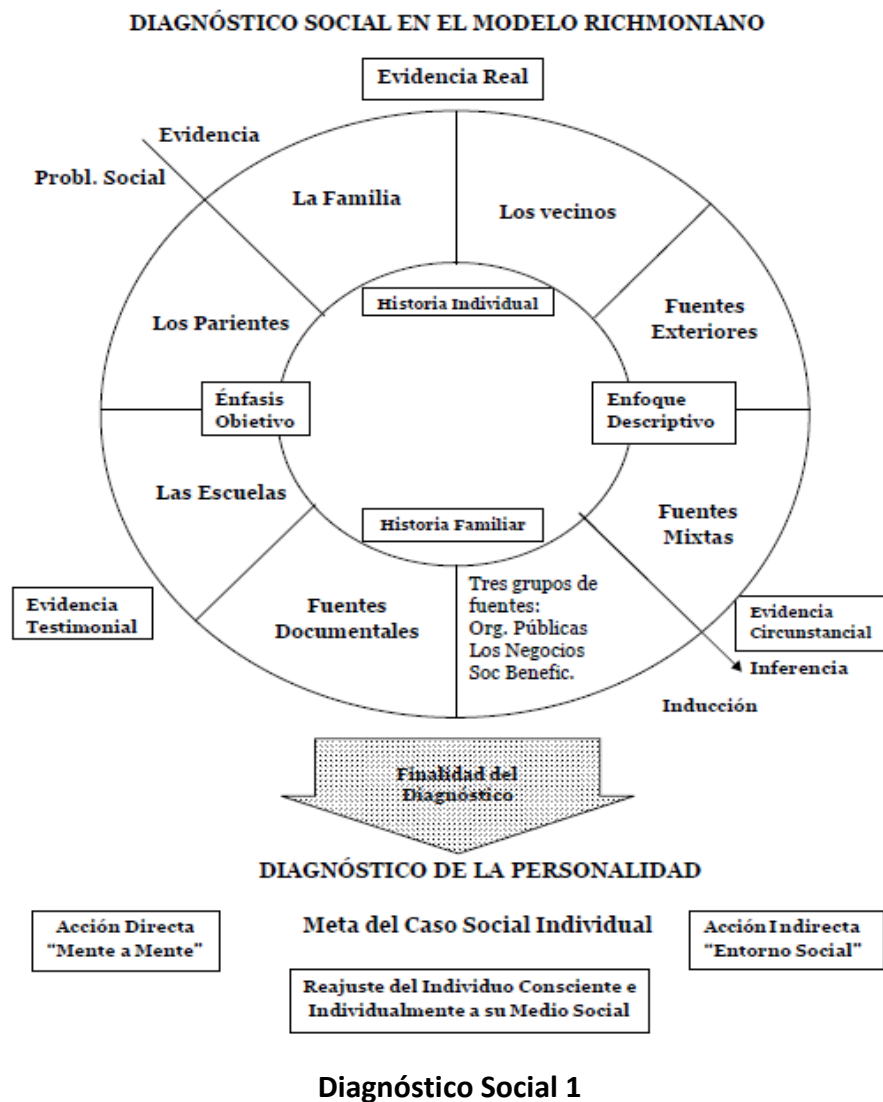 DIAGNÓSTICO SOCIAL EN EL MODELO RICHMONIANO
Evidencia Real
Evidencia
Probl. Social
La Familia
Los vecinos
Historia Individual
Los Parientes
Fuentes
Exteriores
Énfasis
Obietivo
Enfoque
Descriptivo
Las Escuelas
Historia Familiar
Fuentes
Mixtas
Evidencia
Testimonial
Fuentes
Documentales
Tres grupos de
fuentes:
Org. Públicas
Los Negocios
Soc Benefic.
Evidencia
Circunstancial
Inferencia
Inducción
Finalidad del
Diagnóstico
DIAGNÓSTICO DE LA PERSONALIDAD
Acción Directa
"Mente a Mente"
Meta del Caso Social Individual
Acción Indirecta
"Entorno Social"
Reajuste del Individuo Consciente e
Individualmente a su Medio Social
Diagnóstico Social 1